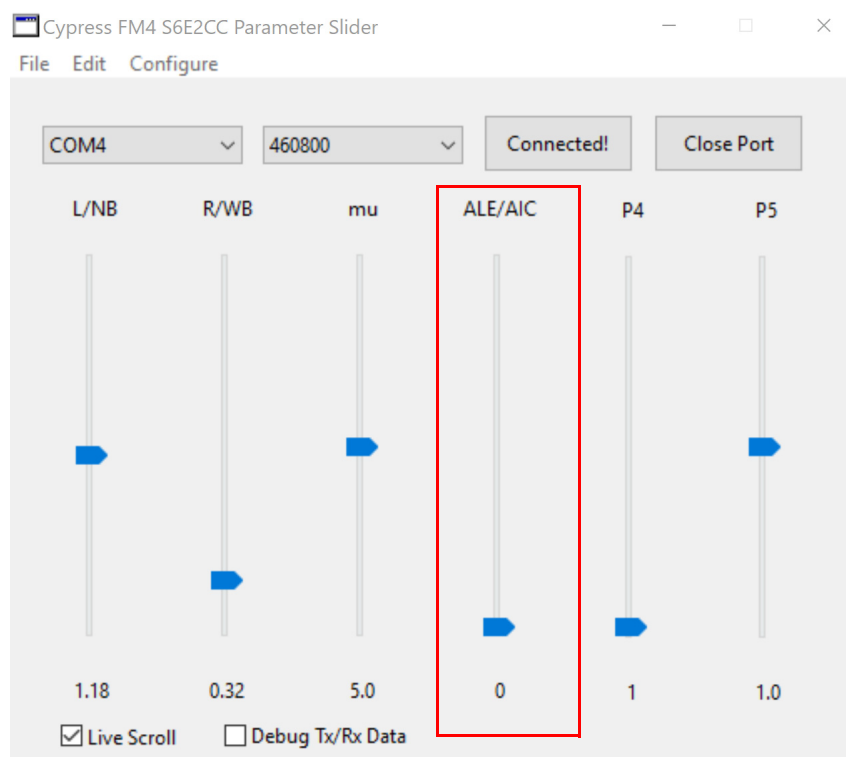 Cypress FM4 S6E2CC Parameter Slider
File Edit Configure
COM4 460800 Connected! Close Port
L/NB R/WB mu ALE/AIC P4 P5
1.18 0.32 5.0 0 1 1.0
Live Scroll Debug Tx/Rx Data